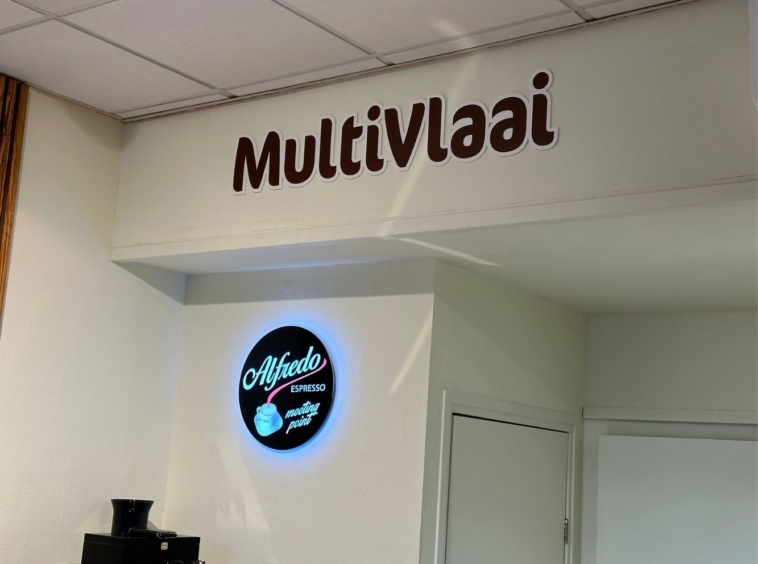 MultiVlaai
Alfredo
ESPRESSO
meeting
point